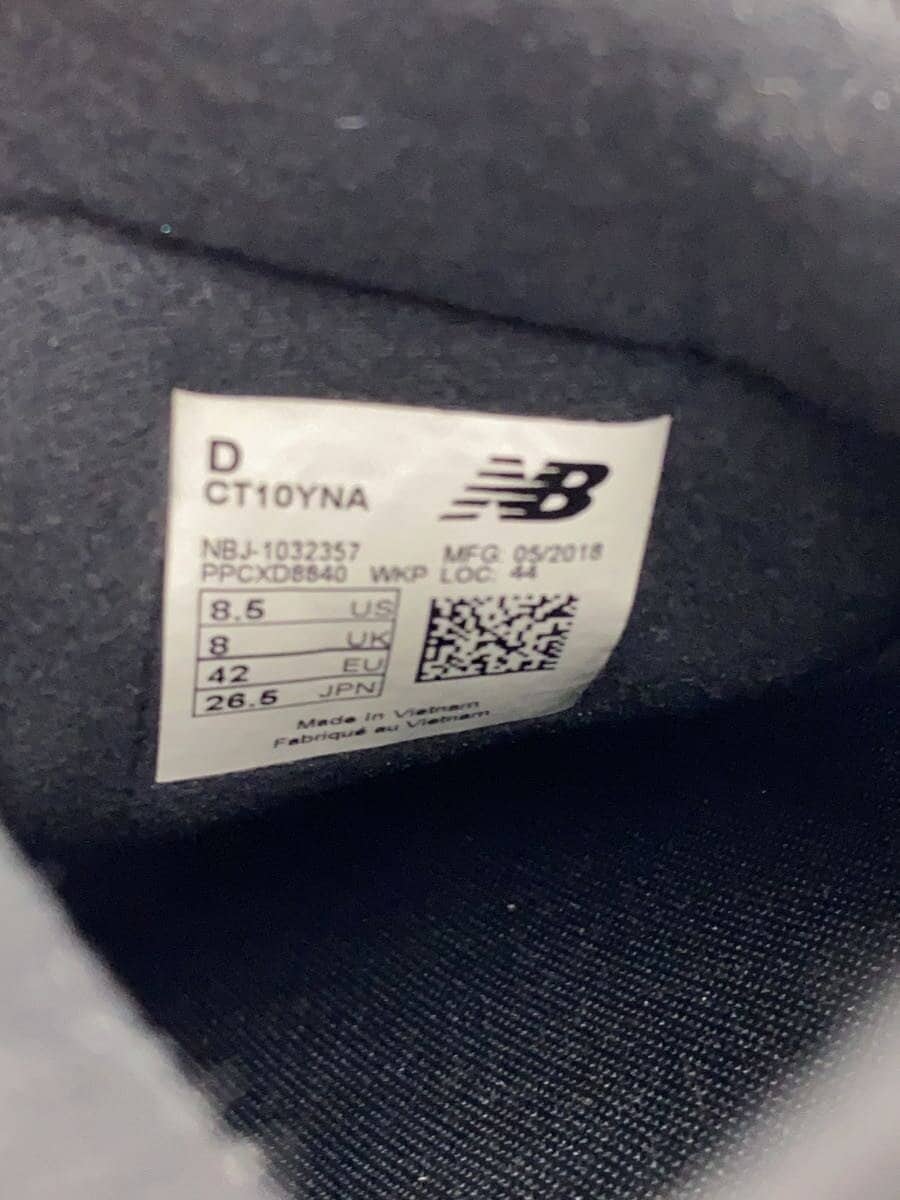 D
CT10YNA
NB
NBJ-1032357 MFG: 05/2018
PPCXD8840 WKP LOC: 44
8.5 US
8 UK
42 EU
26.5 JPN
Made in Vietnam
Fabriqué au Vietnam